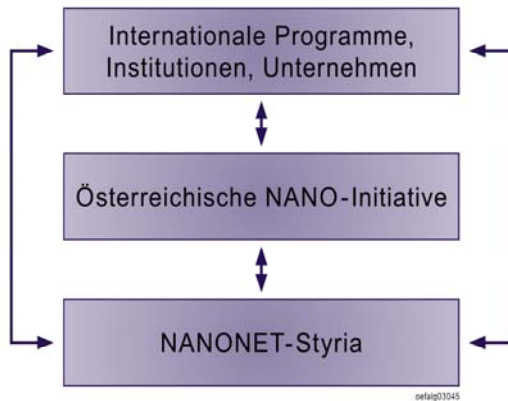 Internationale Programme,
Institutionen, Unternehmen
Österreichische NANO-Initiative
NANONET-Styria
oefalg03045